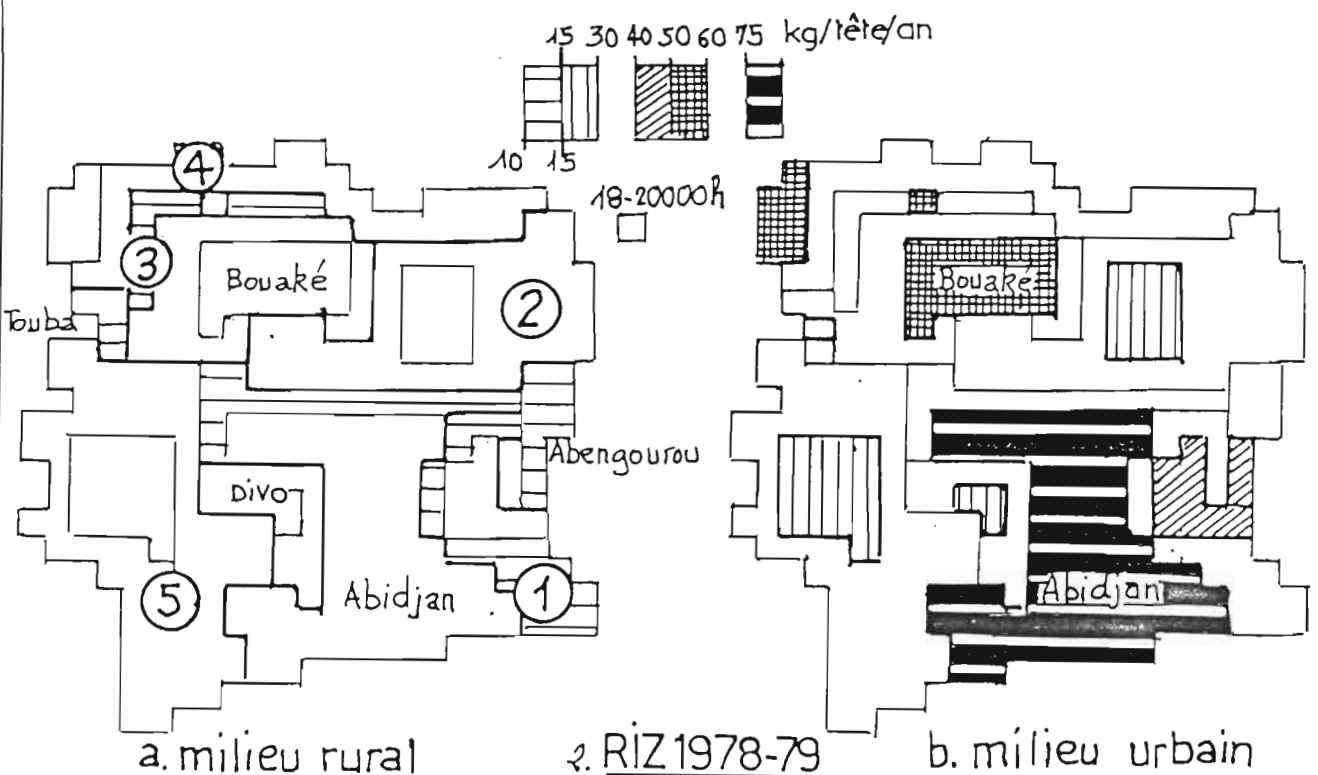 15 30 40 50 60 75 kg/tête/an
10 15
18-20000h
4
3
Bouaké
2
Touba
Bouaké
Abengourou
Divo
5
Abidjan
1
Abidjan
a. milieu rural
2. RIZ 1978-79
b. milieu urbain